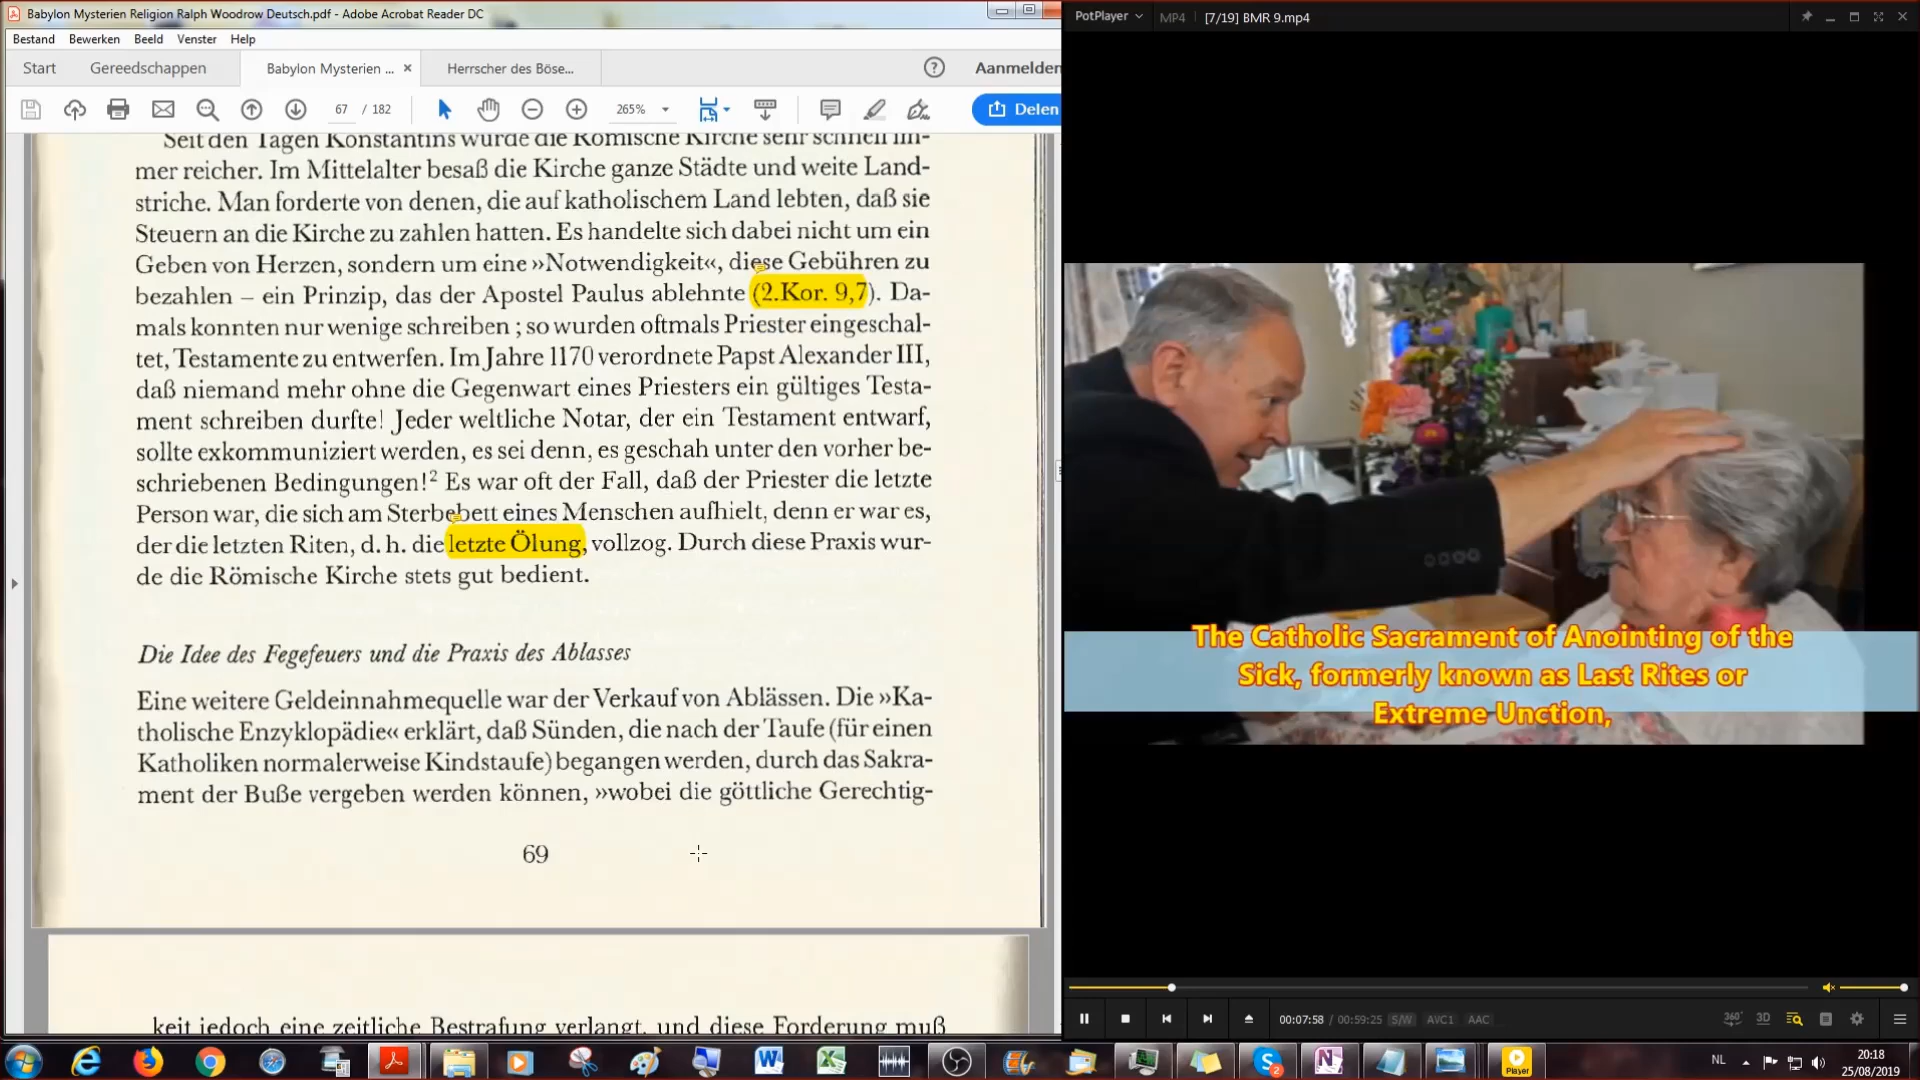 Babylon Mysterien Religion Ralph Woodrow Deutsch.pdf - Adobe Acrobat Reader DC
Bestand Bewerken Beeld Venster Help
Start Gereedschappen Babylon Mysterien ... × Herrscher des Böse... Aanmelden
67 / 182 265% Delen
Seit den Tagen Konstantins wurde die Römische Kirche sehr schnell im-
mer reicher. Im Mittelalter besaß die Kirche ganze Städte und weite Land-
striche. Man forderte von denen, die auf katholischem Land lebten, daß sie
Steuern an die Kirche zu zahlen hatten. Es handelte sich dabei nicht um ein
Geben von Herzen, sondern um eine »Notwendigkeit«, diese Gebühren zu
bezahlen – ein Prinzip, das der Apostel Paulus ablehnte (2.Kor. 9,7). Da-
mals konnten nur wenige schreiben ; so wurden oftmals Priester eingeschal-
tet, Testamente zu entwerfen. Im Jahre 1170 verordnete Papst Alexander III,
daß niemand mehr ohne die Gegenwart eines Priesters ein gültiges Testa-
ment schreiben durfte! Jeder weltliche Notar, der ein Testament entwarf,
sollte exkommuniziert werden, es sei denn, es geschah unter den vorher be-
schriebenen Bedingungen!² Es war oft der Fall, daß der Priester die letzte
Person war, die sich am Sterbebett eines Menschen aufhielt, denn er war es,
der die letzten Riten, d. h. die letzte Ölung, vollzog. Durch diese Praxis wur-
de die Römische Kirche stets gut bedient.
Die Idee des Fegefeuers und die Praxis des Ablasses
Eine weitere Geldeinnahmequelle war der Verkauf von Ablässen. Die »Ka-
tholische Enzyklopädie« erklärt, daß Sünden, die nach der Taufe (für einen
Katholiken normalerweise Kindstaufe) begangen werden, durch das Sakra-
ment der Buße vergeben werden können, »wobei die göttliche Gerechtig-
69
keit jedoch eine zeitliche Bestrafung verlangt, und diese Forderung muß
PotPlayer MP4 [7/19] BMR 9.mp4
The Catholic Sacrament of Anointing of the
Sick, formerly known as Last Rites or
Extreme Unction,
00:07:58 / 00:59:25 S/W AVC1 AAC
360° 3D
2
Player
NL
20:18
25/08/2019